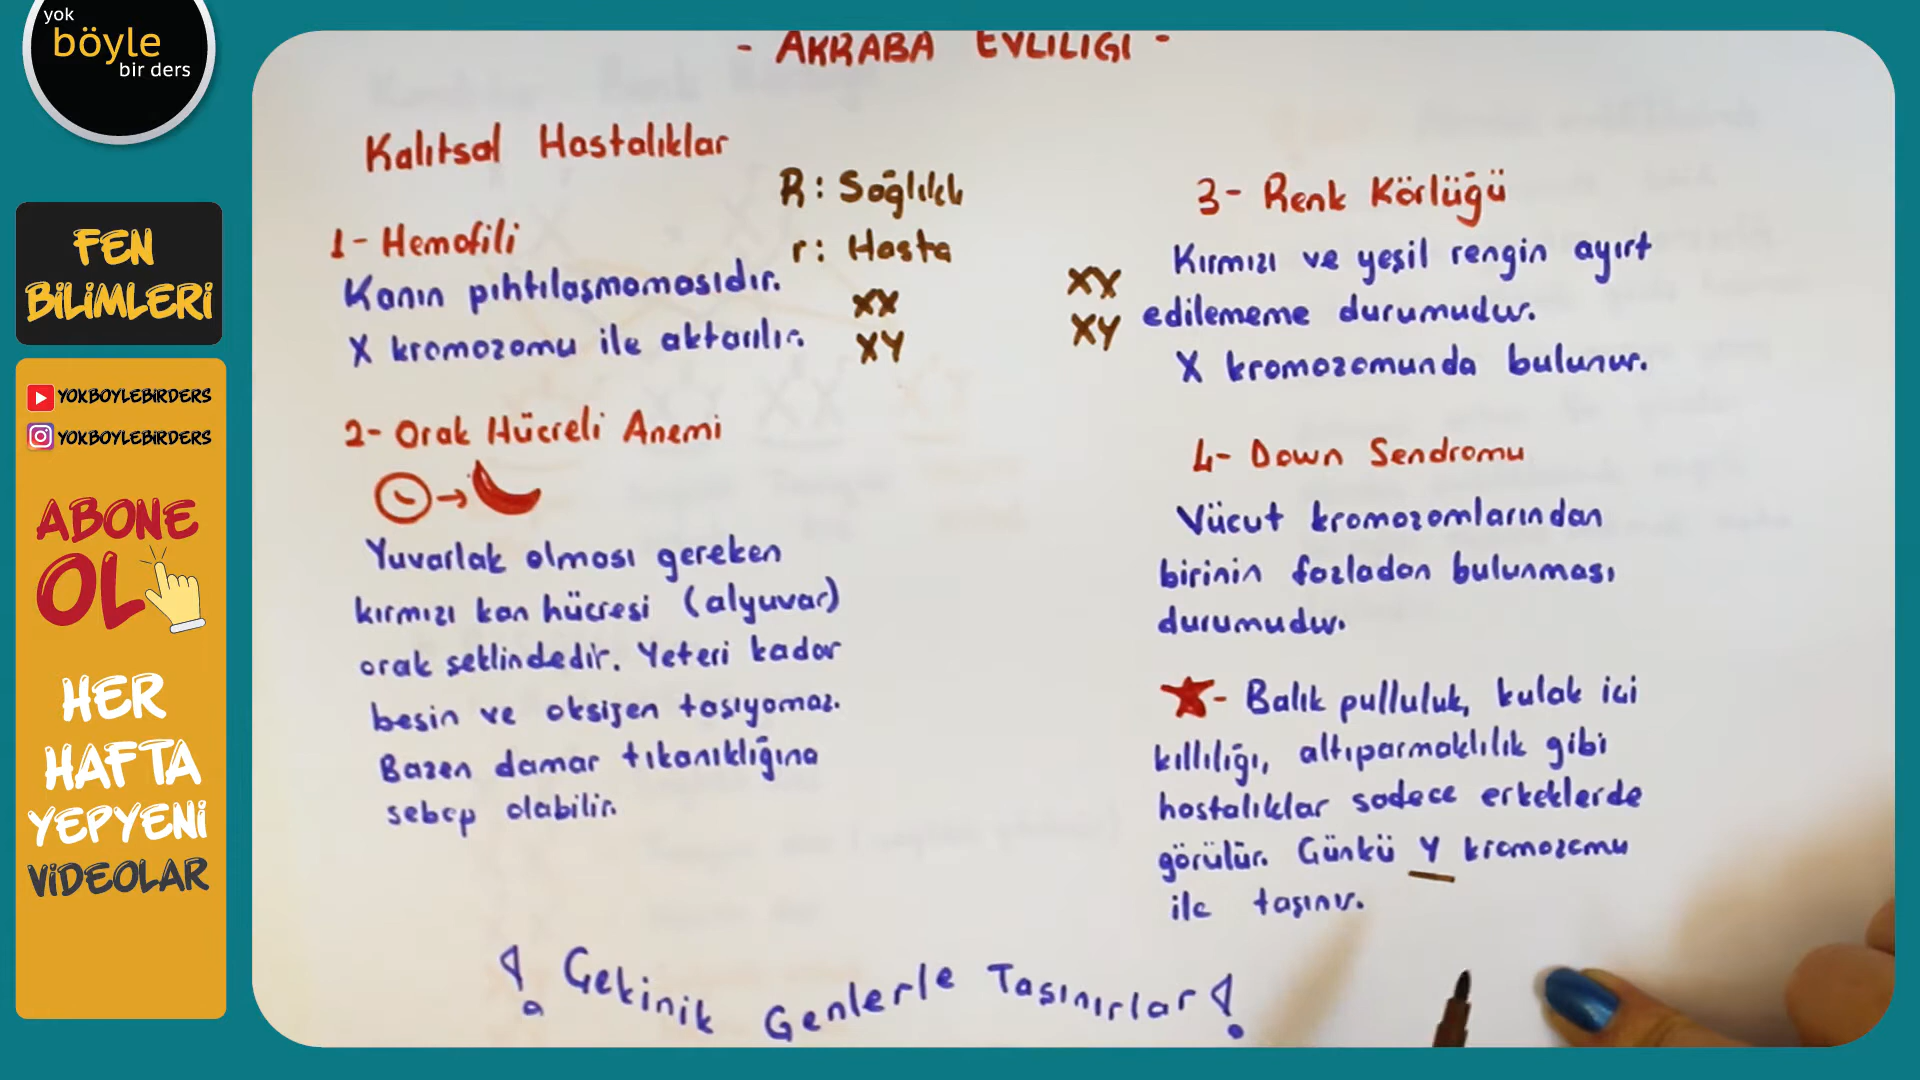 yok
böyle
bir ders
FEN
BİLİMLERİ
YOKBOYLEBIRDERS
YOKBOYLEBIRDERS
ABONE
OL
HER
HAFTA
YEPYENİ
VİDEOLAR
- AKRABA EVLİLİĞİ -
Kalıtsal Hastalıklar
R: Sağlıklı
r: Hasta
1- Hemofili
Kanın pıhtılaşmamasıdır.
X kromozomu ile aktarılır.
XX
XY
2- Orak Hücreli Anemi
Yuvarlak olması gereken
kırmızı kan hücresi (alyuvar)
orak şeklindedir. Yeteri kadar
besin ve oksijen taşıyamaz.
Bazen damar tıkanıklığına
sebep olabilir.
3- Renk Körlüğü
Kırmızı ve yeşil rengin ayırt
edilememe durumudur.
X kromozomunda bulunur.
XX
XY
4- Down Sendromu
Vücut kromozomlarından
birinin fazladan bulunması
durumudur.
- Balık pulluluk, kulak içi
kıllılığı, altıparmaklılık gibi
hastalıklar sadece erkeklerde
görülür. Çünkü Y kromozomu
ile taşınır.
! Çekinik Genlerle Taşınırlar !